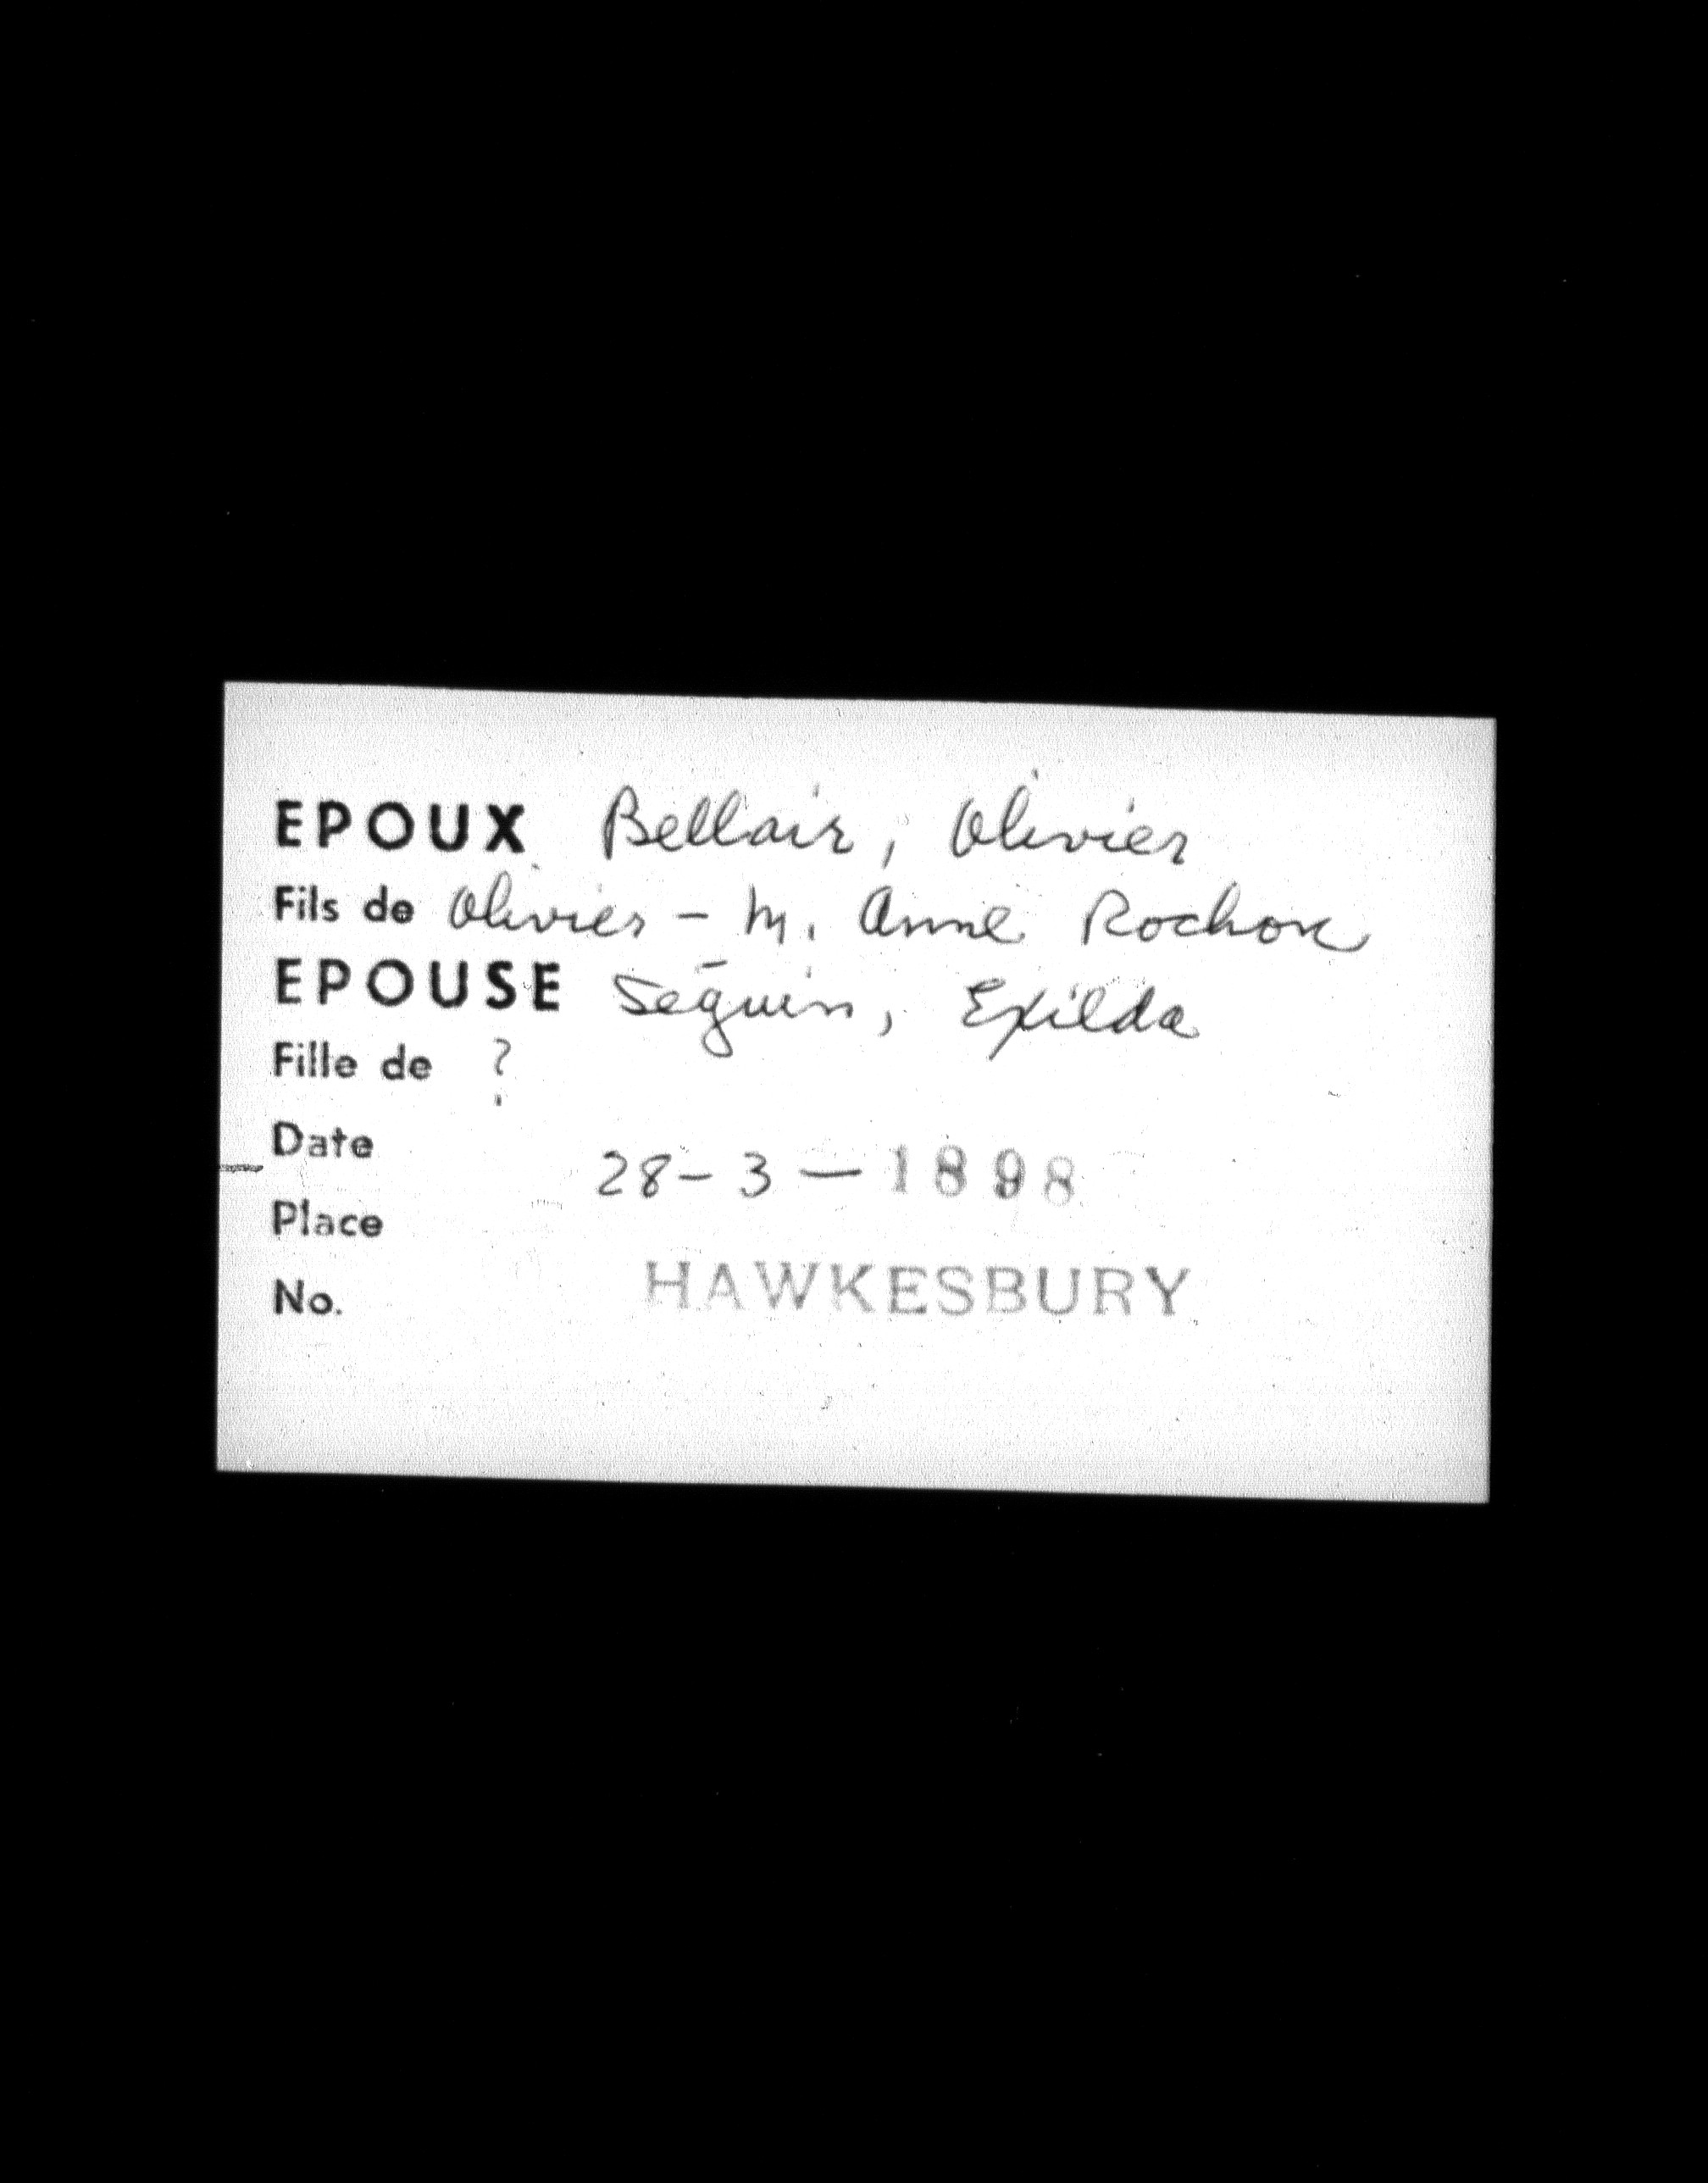 EPOUX Bellair, Olivier
Fils de Olivier - M. Anne Rochon
EPOUSE Séguin, Exilda
Fille de ?
Date 28-3-1898
Place
No. HAWKESBURY